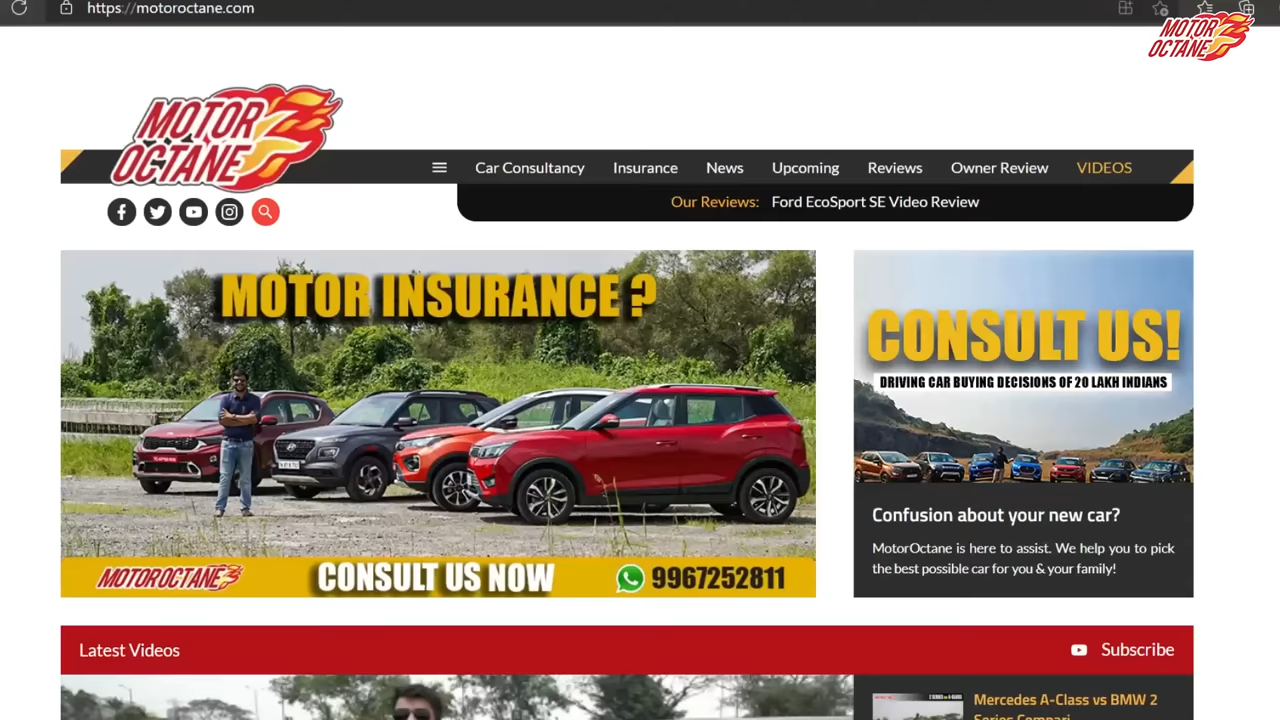 https://motoroctane.com
MOTOR
OCTANE
MOTOR
OCTANE
Car Consultancy Insurance News Upcoming Reviews Owner Review VIDEOS
Our Reviews: Ford EcoSport SE Video Review
MOTOR INSURANCE ?
MOTOROCTANE
CONSULT US NOW
9967252811
CONSULT US!
DRIVING CAR BUYING DECISIONS OF 20 LAKH INDIANS
Confusion about your new car?
MotorOctane is here to assist. We help you to pick
the best possible car for you & your family!
Latest Videos
Subscribe
Mercedes A-Class vs BMW 2
Series Compari